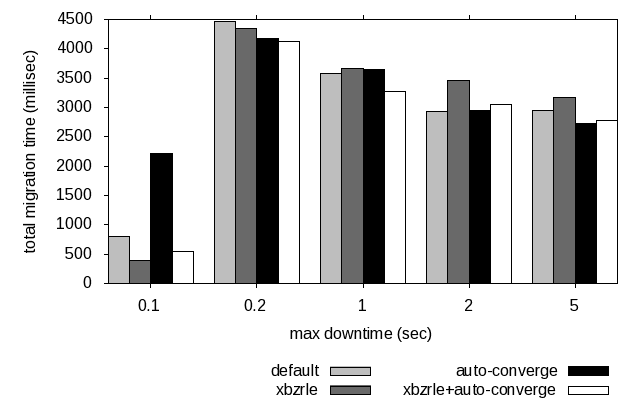 total migration time (millisec)
4500
4000
3500
3000
2500
2000
1500
1000
500
0
0.1 0.2 1 2 5
max downtime (sec)
default auto-converge
xbzrle xbzrle+auto-converge